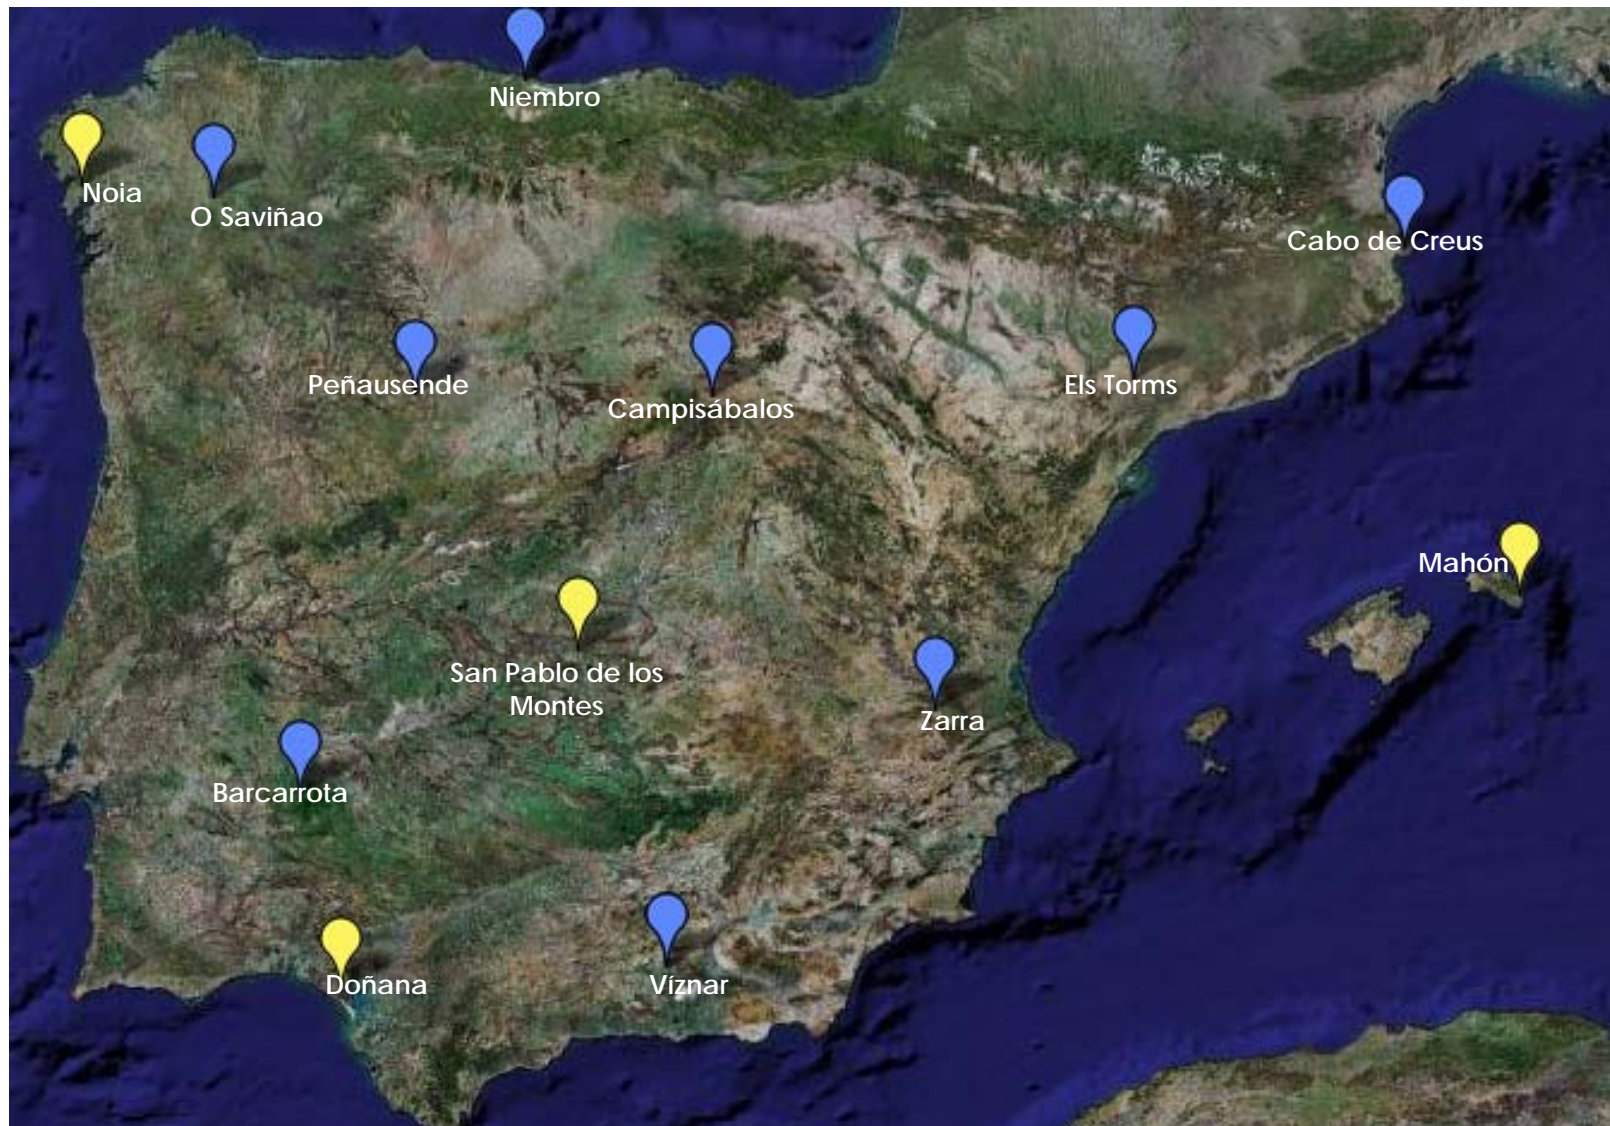 Niembro
Noia
O Saviñao
Cabo de Creus
Peñausende
Campisábalos
Els Torms
Mahón
San Pablo de los
Montes
Zarra
Barcarrota
Doñana
Víznar